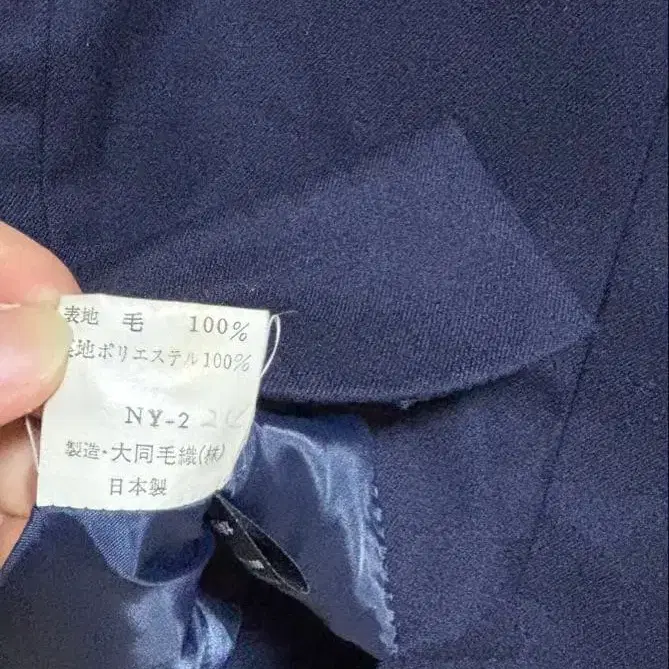 表地 毛 100%
地ポリエステル100%
NY-2
製造・大同毛織(株)
日本製